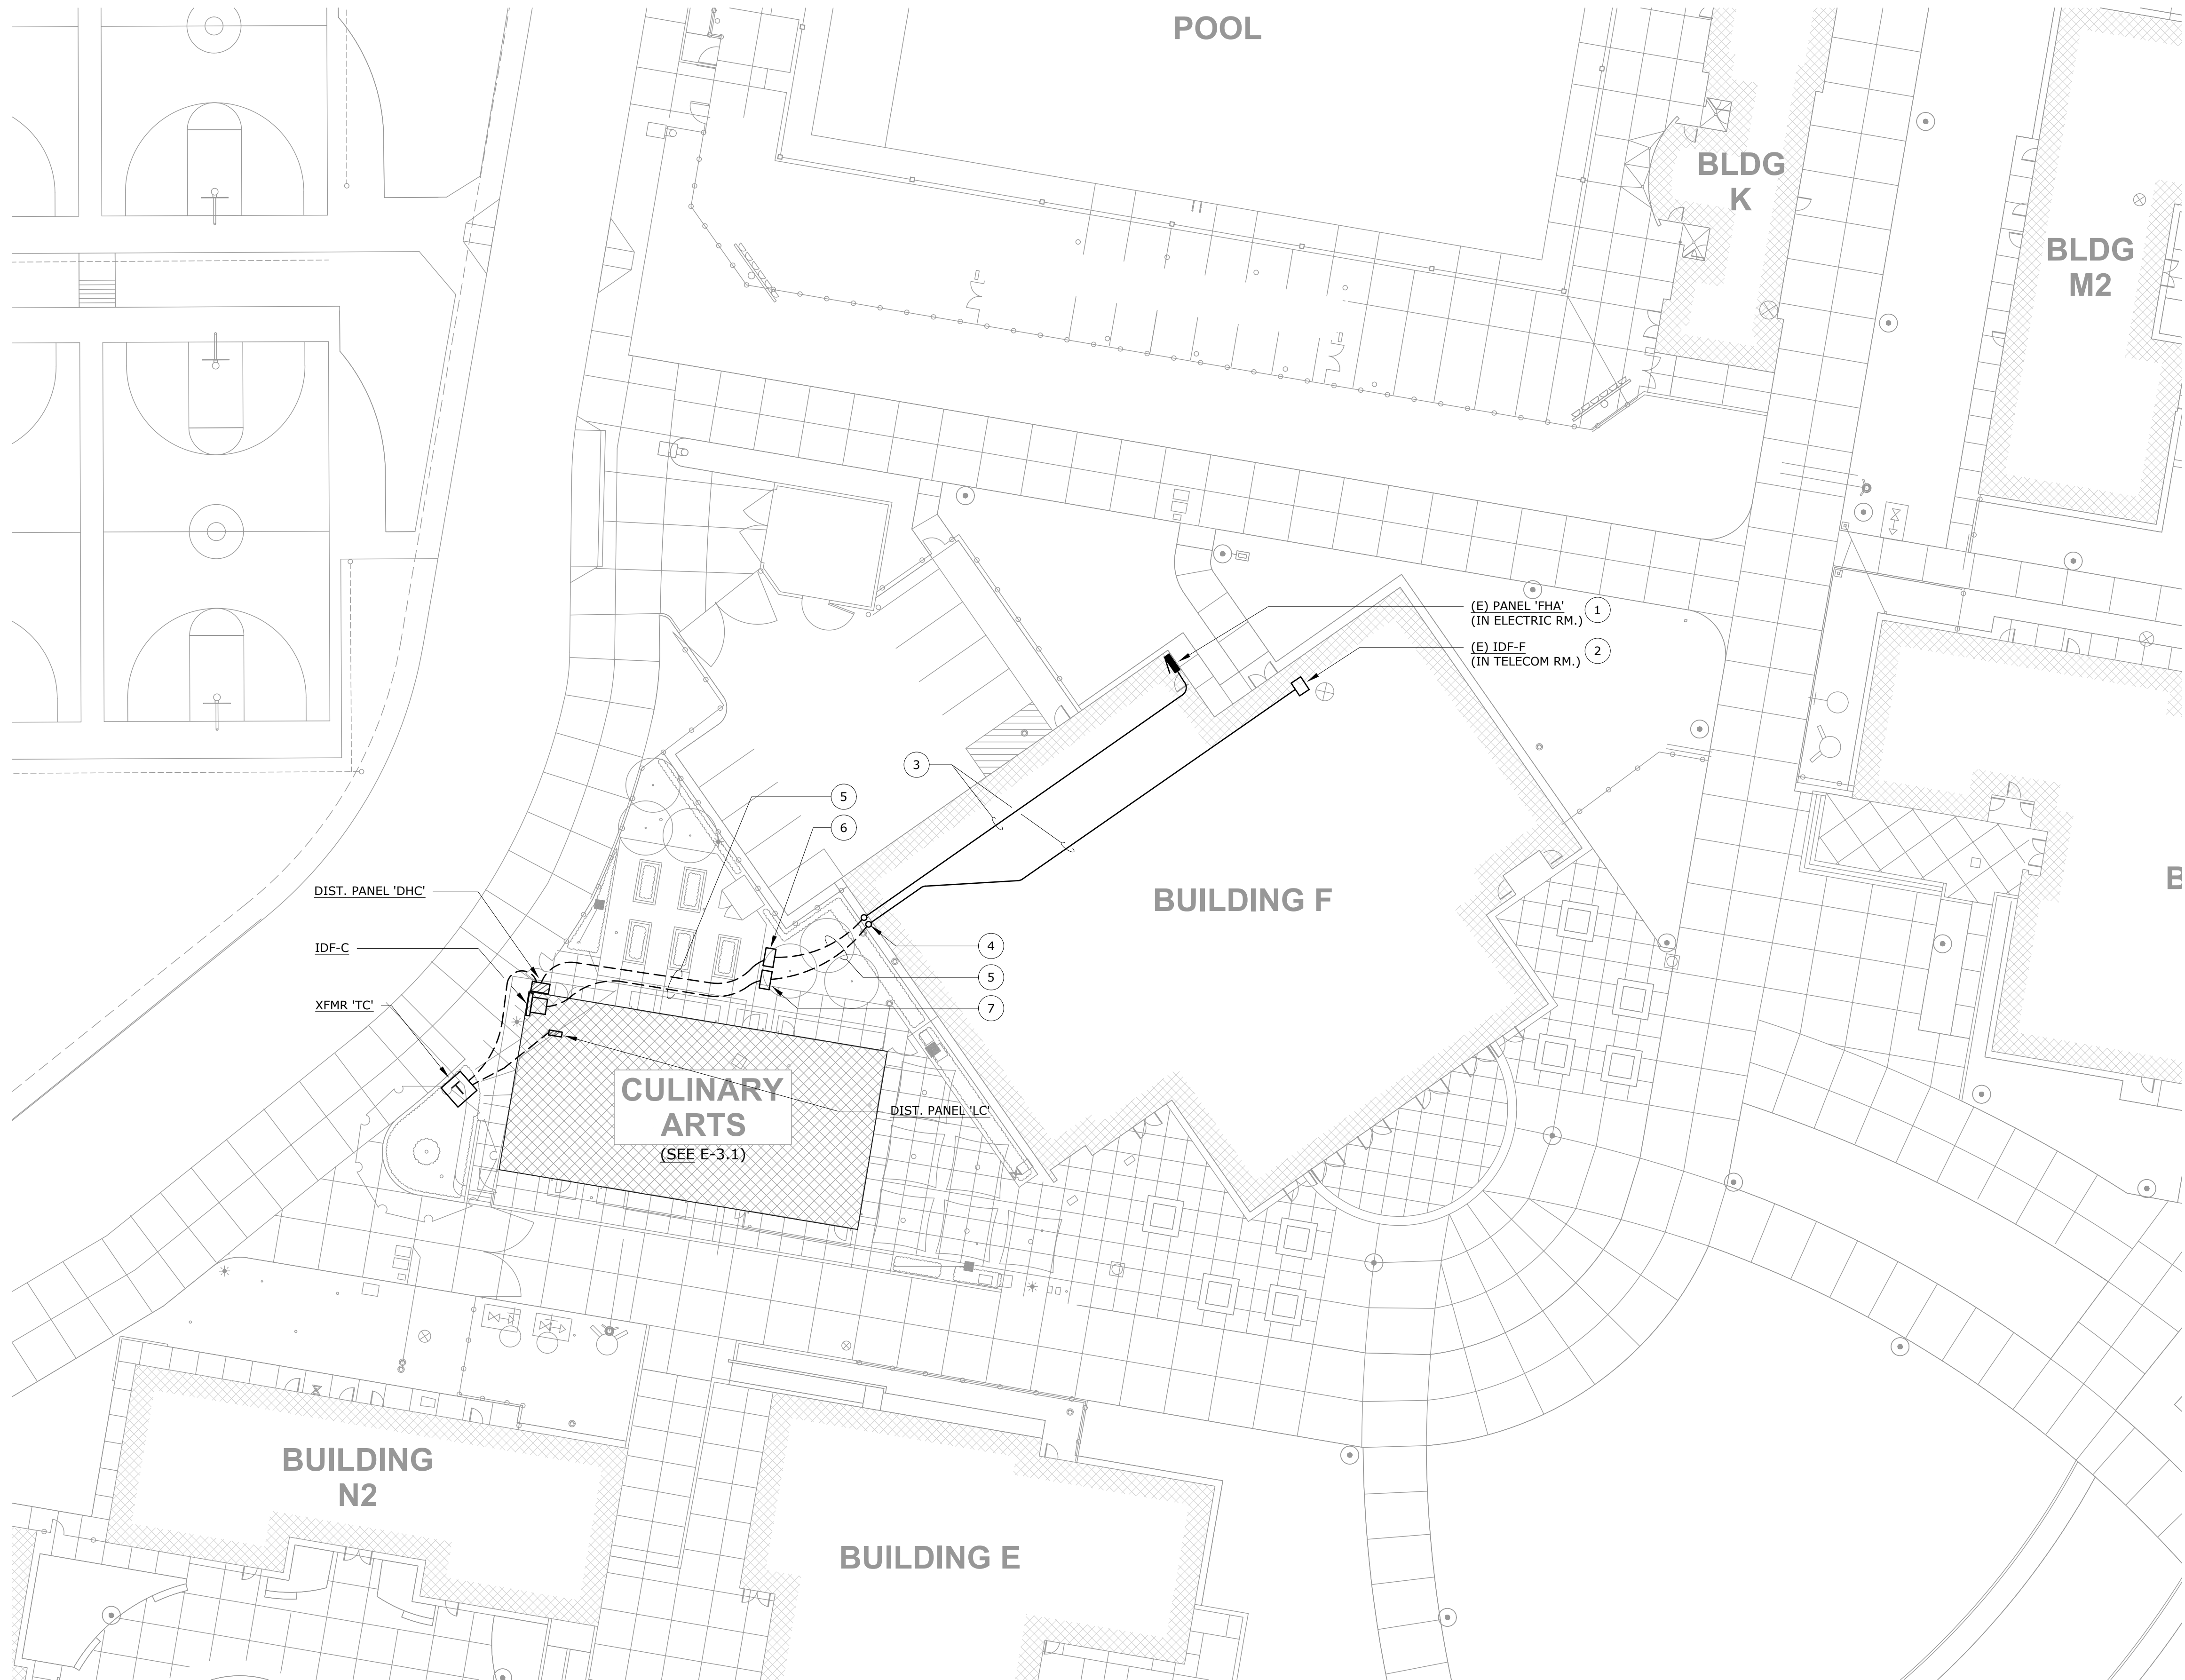 POOL
BLDG
K
BLDG
M2
(E) PANEL 'FHA'
(IN ELECTRIC RM.)
1
(E) IDF-F
(IN TELECOM RM.)
2
3
5
6
DIST. PANEL 'DHC'
BUILDING F
B
IDF-C
4
5
XFMR 'TC'
7
T
CULINARY
ARTS
(SEE E-3.1)
DIST. PANEL 'LC'
BUILDING
N2
BUILDING E